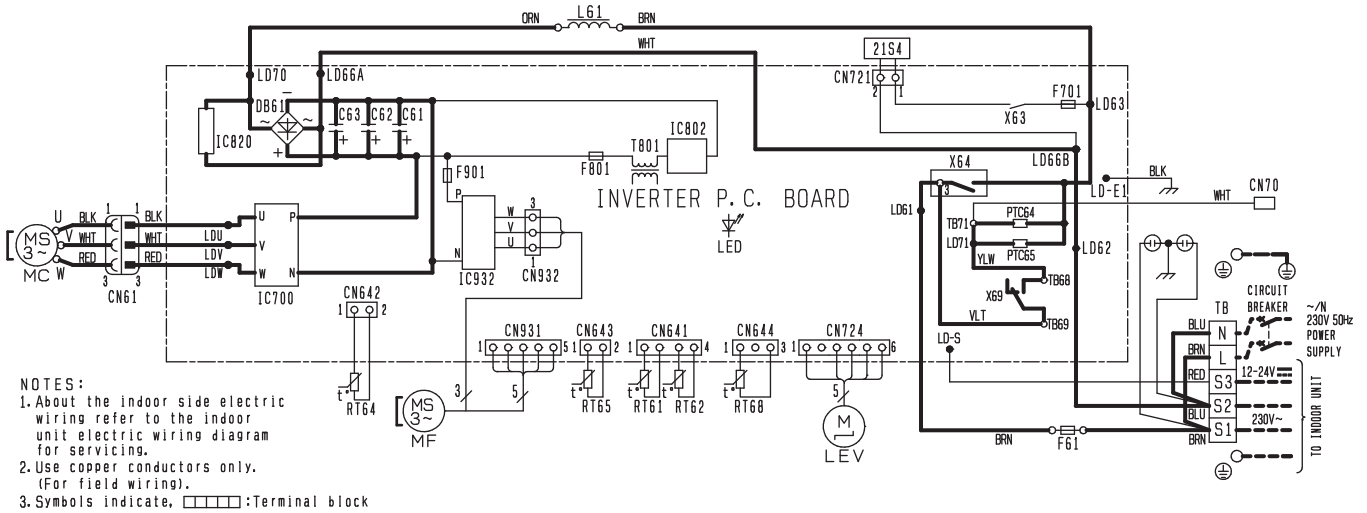 ORN L61 BRN
WHT
21S4
CN721
2 1
F701
LD63
X63
LD70 LD66A
DB61
−
~ ~
+
IC820
C63 C62 C61
+ + +
T801 IC802
F801
F901
LD66B
X64
3
LD-E1
BLK
WHT
CN70
INVERTER P.C. BOARD
LED
LD61
TB71
PTC64
LD71
PTC65
YLW
LD62
TB68
X69
VLT
TB69
LD-S
U BLK 1 1 BLK
V WHT WHT LDU
W RED RED LDV
LDW
3 3
MS
3~
MC
CN61
U P
V
W N
IC700
P
N
W
V
U
3
1
IC932
CN932
CN642
1 2
t°
RT64
CN931
1 5
CN643
1 2
t°
RT65
CN641
1 4
t° t°
RT61 RT62
CN644
1 3
t°
RT68
CN724
1 6
3 5
MS
3~
MF
5
M
LEV
CIRCUIT
BREAKER
TB
BLU N
BRN L
RED S3
S2
BLU
S1
BRN
~/N
230V 50Hz
POWER
SUPPLY
12-24V
230V~
TO INDOOR UNIT
BRN F61
NOTES:
1. About the indoor side electric
wiring refer to the indoor
unit electric wiring diagram
for servicing.
2. Use copper conductors only.
(For field wiring).
3. Symbols indicate, :Terminal block